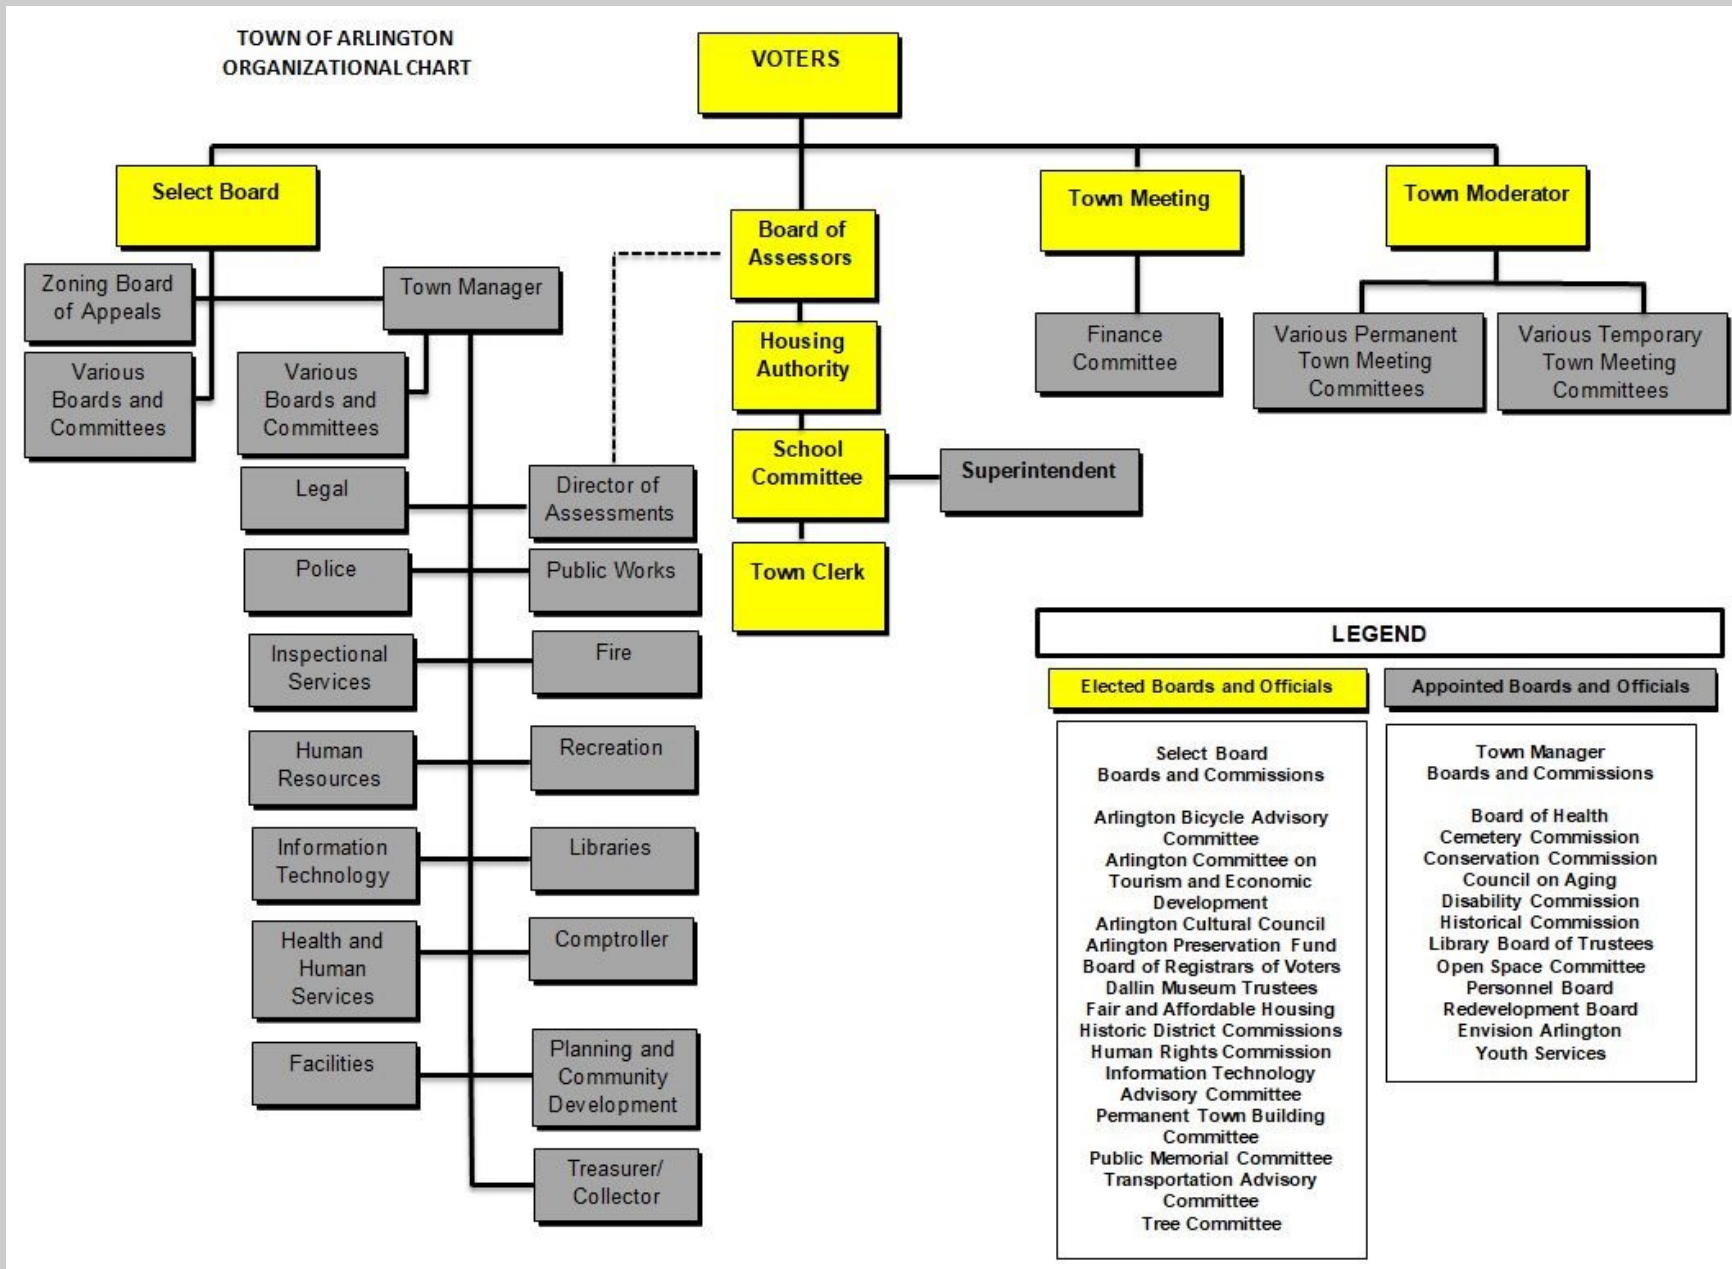 TOWN OF ARLINGTON
ORGANIZATIONAL CHART
VOTERS
Select Board
Town Meeting
Town Moderator
Board of
Assessors
Zoning Board
of Appeals
Town Manager
Various
Boards and
Committees
Various
Boards and
Committees
Housing
Authority
Finance
Committee
Various Permanent
Town Meeting
Committees
Various Temporary
Town Meeting
Committees
School
Committee
Superintendent
Legal
Director of
Assessments
Police
Public Works
Town Clerk
Inspectional
Services
Fire
Human
Resources
Recreation
Information
Technology
Libraries
Health and
Human
Services
Comptroller
Facilities
Planning and
Community
Development
Treasurer/
Collector
LEGEND
Elected Boards and Officials
Appointed Boards and Officials
Select Board
Boards and Commissions
Arlington Bicycle Advisory
Committee
Arlington Committee on
Tourism and Economic
Development
Arlington Cultural Council
Arlington Preservation Fund
Board of Registrars of Voters
Dallin Museum Trustees
Fair and Affordable Housing
Historic District Commissions
Human Rights Commission
Information Technology
Advisory Committee
Permanent Town Building
Committee
Public Memorial Committee
Transportation Advisory
Committee
Tree Committee
Town Manager
Boards and Commissions
Board of Health
Cemetery Commission
Conservation Commission
Council on Aging
Disability Commission
Historical Commission
Library Board of Trustees
Open Space Committee
Personnel Board
Redevelopment Board
Envision Arlington
Youth Services